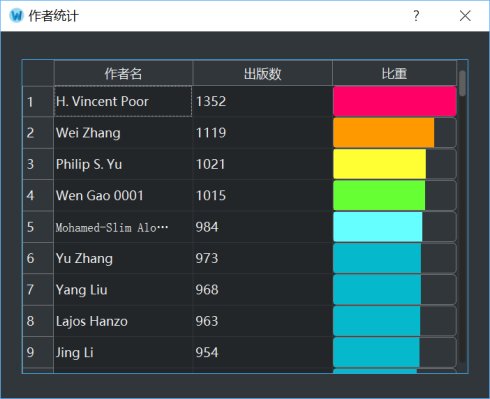 作者统计
作者名 出版数 比重
1 H. Vincent Poor 1352
2 Wei Zhang 1119
3 Philip S. Yu 1021
4 Wen Gao 0001 1015
5 Mohamed-Slim Alo… 984
6 Yu Zhang 973
7 Yang Liu 968
8 Lajos Hanzo 963
9 Jing Li 954